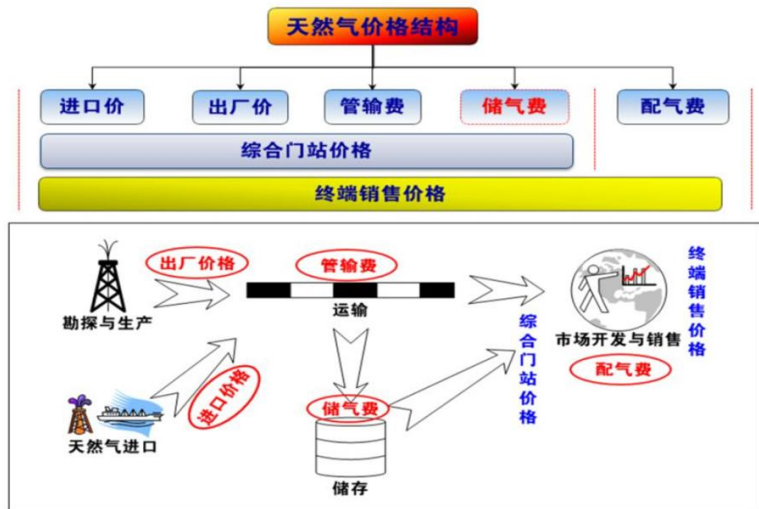 天然气价格结构
进口价
出厂价
管输费
储气费
配气费
综合门站价格
终端销售价格
出厂价格
管输费
勘探与生产
运输
进口价格
天然气进口
储气费
储存
综合门站价格
市场开发与销售
配气费
终端销售价格